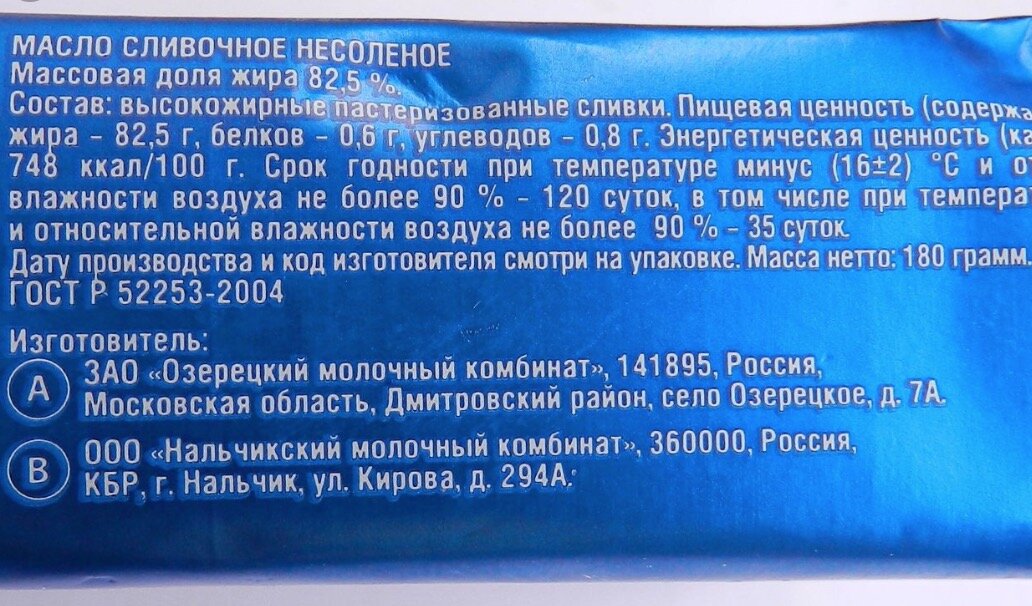 МАСЛО СЛИВОЧНОЕ НЕСОЛЕНОЕ
Массовая доля жира 82,5 %.
Состав: высокожирные пастеризованные сливки. Пищевая ценность
жира – 82,5 г, белков – 0,6 г, углеводов – 0,8 г. Энергетическая ценность
748 ккал/100 г. Срок годности при температуре минус (16±2) °С и
влажности воздуха не более 90 % – 120 суток, в том числе при
и относительной влажности воздуха не более 90 % – 35 суток.
Дату производства и код изготовителя смотри на упаковке. Масса нетто: 180 грамм.
ГОСТ Р 52253-2004
Изготовитель:
А ЗАО «Озерецкий молочный комбинат», 141895, Россия,
Московская область, Дмитровский район, село Озерецкое, д. 7А.
В ООО «Нальчикский молочный комбинат», 360000, Россия,
КБР, г. Нальчик, ул. Кирова, д. 294А.